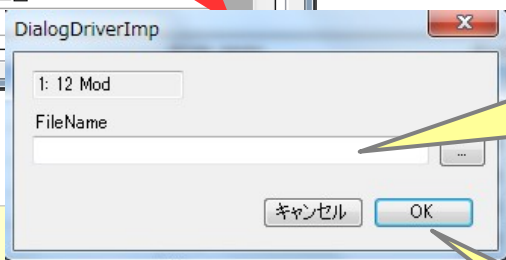 DialogDriverImp
x
1: 12 Mod
FileName
...
キャンセル
OK